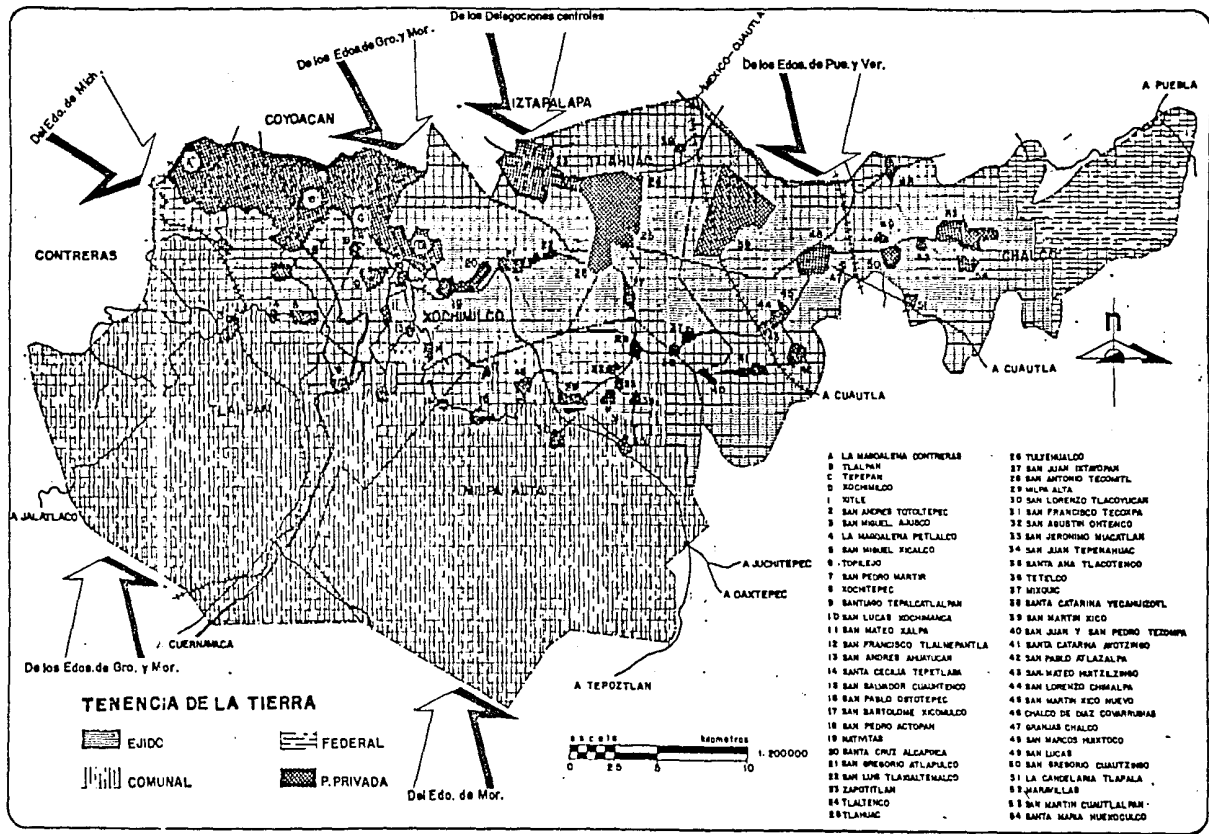 De las Delegaciones centrales
De los Edos. de Gro. y Mor.
MEXICO-CUAUTLA
De los Edos. de Pue. y Ver.
Del Edo. de Mich.
IZTAPALAPA
COYOACAN
A PUEBLA
TLAHUAC
CONTRERAS
CHALCO
XOCHIMILCO
n
A CUAUTLA
A CUAUTLA
TLALPAN
MILPA ALTA
A JALATLACO
A JUCHITEPEC
A OAXTEPEC
A CUERNAVACA
De los Edos. de Gro. y Mor.
A TEPOZTLAN
Del Edo. de Mor.
TENENCIA DE LA TIERRA
EJIDO
FEDERAL
COMUNAL
P. PRIVADA
escala kilometros
0 2.5 5 10
1:200000
A LA MAGDALENA CONTRERAS
B TLALPAN
C TEPEPAN
D XOCHIMILCO
1 XITLE
2 SAN ANDRES TOTOLTEPEC
3 SAN MIGUEL AJUSCO
4 LA MAGDALENA PETLALCO
5 SAN MIGUEL XICALCO
6 TOPILEJO
7 SAN PEDRO MARTIR
8 XOCHITEPEC
9 SANTIAGO TEPALCATLALPAN
10 SAN LUCAS XOCHIMANCA
11 SAN MATEO XALPA
12 SAN FRANCISCO TLALNEPANTLA
13 SAN ANDRES AHUAYUCAN
14 SANTA CECILIA TEPETLAPA
15 SAN SALVADOR CUAUHTENCO
16 SAN PABLO OSTOTEPEC
17 SAN BARTOLOME XICOMULCO
18 SAN PEDRO ACTOPAN
19 NATIVITAS
20 SANTA CRUZ ALCAPOICA
21 SAN GREGORIO ATLAPULCO
22 SAN LUIS TLAXIALTEMALCO
23 ZAPOTITLAN
24 TLALTENCO
25 TLAHUAC
26 TULYEHUALCO
27 SAN JUAN IXTAYOPAN
28 SAN ANTONIO TECOMITL
29 MILPA ALTA
30 SAN LORENZO TLACOYUCAN
31 SAN FRANCISCO TECOXPA
32 SAN AGUSTIN OHTENCO
33 SAN JERONIMO MIACATLAN
34 SAN JUAN TEPENAHUAC
35 SANTA ANA TLACOTENCO
36 TETELCO
37 MIXQUIC
38 SANTA CATARINA YECAHUIZOTL
39 SAN MARTIN XICO
40 SAN JUAN Y SAN PEDRO TEZOMPA
41 SANTA CATARINA AYOTZINGO
42 SAN PABLO ATLAZALPA
43 SAN MATEO HUITZILZINGO
44 SAN LORENZO CHIMALPA
45 SAN MARTIN XICO NUEVO
46 CHALCO DE DIAZ COVARRUBIAS
47 GRANJAS CHALCO
48 SAN MARCOS HUIXTOCO
49 SAN LUCAS
50 SAN GREGORIO CUAUTZINGO
51 LA CANDELARIA TLAPALA
52 MARAVILLAS
53 SAN MARTIN CUAUTLALPAN
54 SANTA MARIA HUEXOCULCO